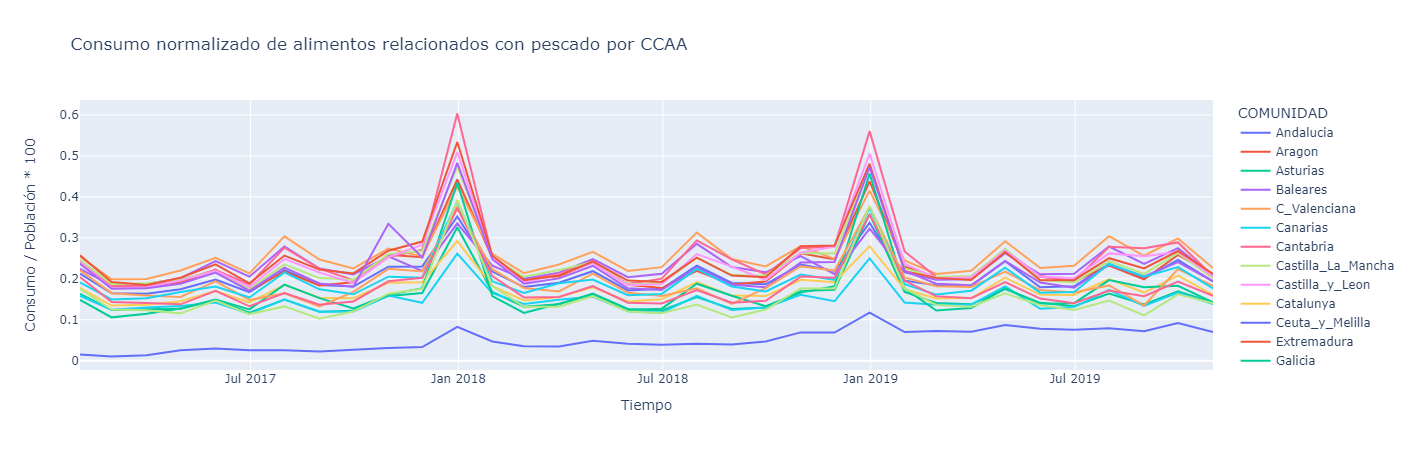 Consumo normalizado de alimentos relacionados con pescado por CCAA
Consumo / Población * 100
0.6
0.5
0.4
0.3
0.2
0.1
0
Jul 2017
Jan 2018
Jul 2018
Jan 2019
Jul 2019
Tiempo
COMUNIDAD
Andalucia
Aragon
Asturias
Baleares
C_Valenciana
Canarias
Cantabria
Castilla_La_Mancha
Castilla_y_Leon
Catalunya
Ceuta_y_Melilla
Extremadura
Galicia